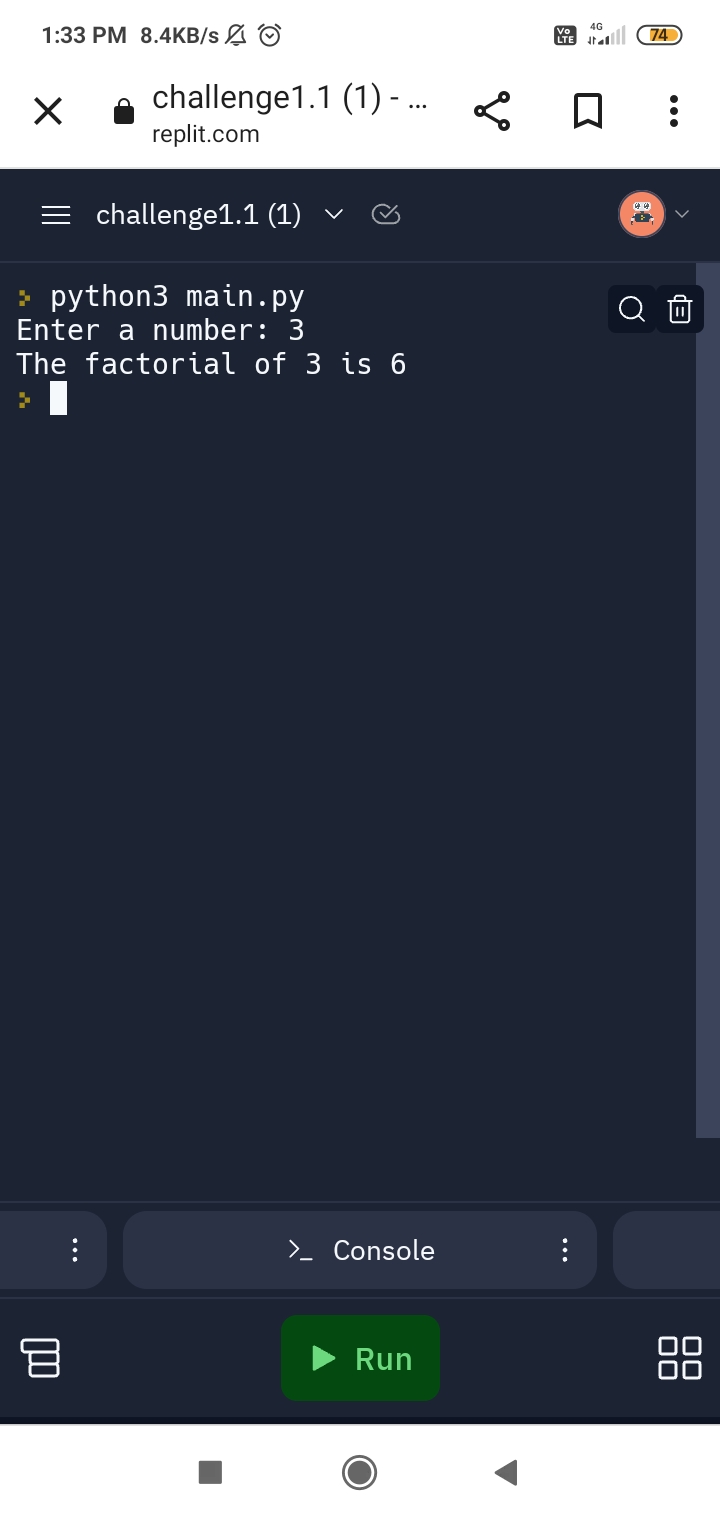 1:33 PM 8.4KB/s Vo LTE 4G 74
challenge1.1 (1) - ...
replit.com
challenge1.1 (1)
python3 main.py
Enter a number: 3
The factorial of 3 is 6
>_ Console
Run